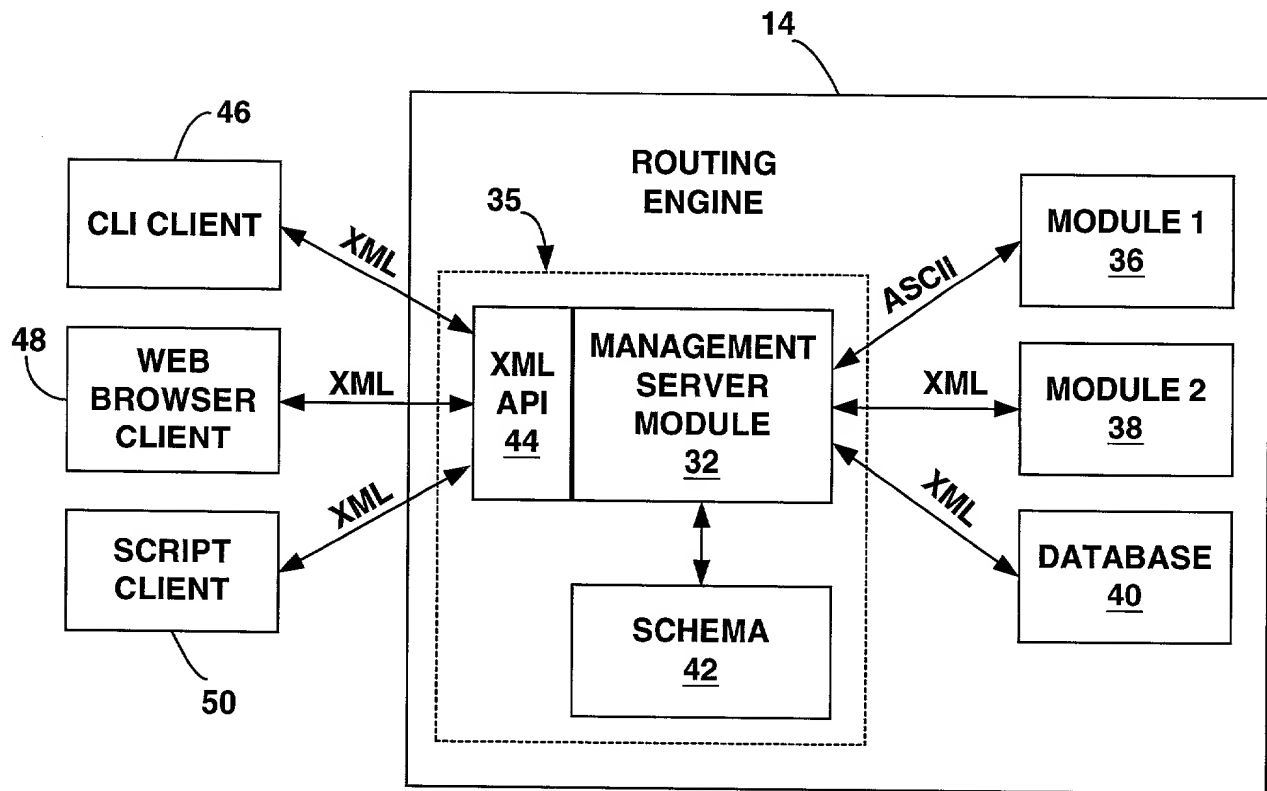 14
46
ROUTING
ENGINE
35
CLI CLIENT
XML
MODULE 1
36
ASCII
48
WEB
BROWSER
CLIENT
XML
XML
API
44
MANAGEMENT
SERVER
MODULE
32
XML
MODULE 2
38
SCRIPT
CLIENT
XML
XML
DATABASE
40
SCHEMA
42
50